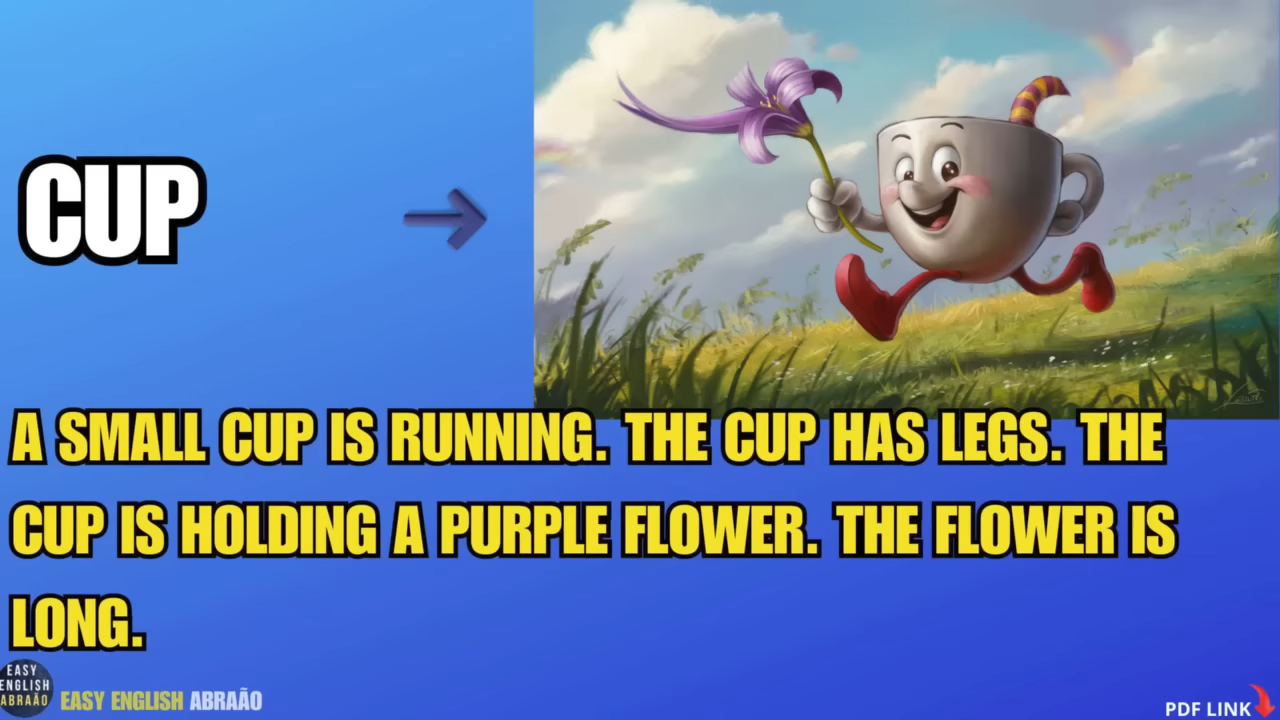 CUP
A SMALL CUP IS RUNNING. THE CUP HAS LEGS. THE
CUP IS HOLDING A PURPLE FLOWER. THE FLOWER IS
LONG.
EASY
ENGLISH
ABRAÃO
EASY ENGLISH ABRAÃO
PDF LINK